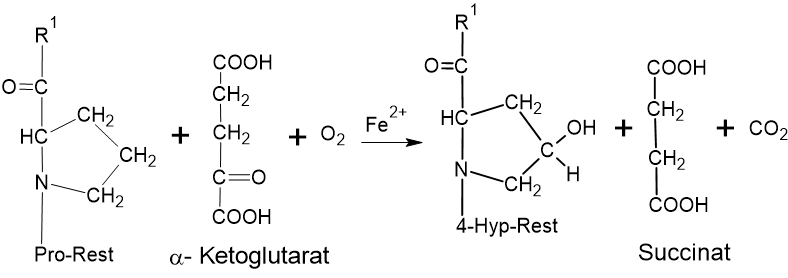 R¹
O=C
CH₂
HC
CH₂
N
CH₂
Pro-Rest
+
COOH
CH₂
CH₂
C=O
COOH
α- Ketoglutarat
+ O₂
Fe²⁺
R¹
O=C
HC
CH₂
OH
C
H
N
CH₂
4-Hyp-Rest
+
COOH
CH₂
CH₂
COOH
Succinat
+ CO₂